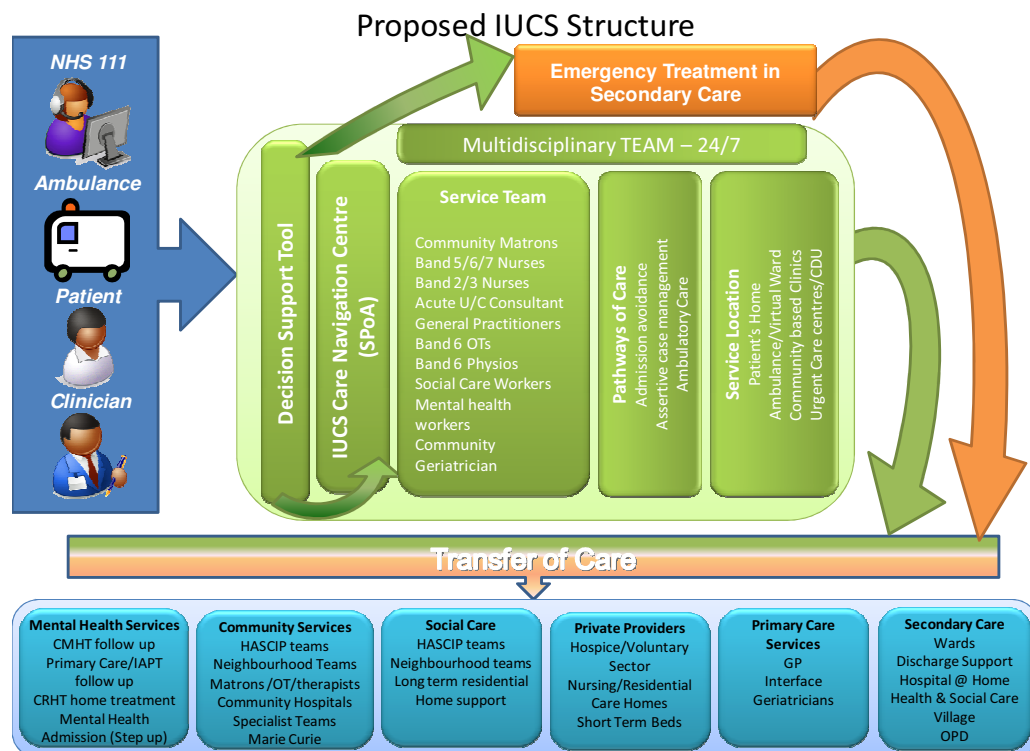 Proposed IUCS Structure
NHS 111
Ambulance
Patient
Clinician
Emergency Treatment in
Secondary Care
Multidisciplinary TEAM – 24/7
Decision Support Tool
IUCS Care Navigation Centre
(SPoA)
Service Team
Community Matrons
Band 5/6/7 Nurses
Band 2/3 Nurses
Acute U/C Consultant
General Practitioners
Band 6 OTs
Band 6 Physios
Social Care Workers
Mental health
workers
Community
Geriatrician
Pathways of Care
Admission avoidance
Assertive case management
Ambulatory Care
Service Location
Patient's Home
Ambulance/Virtual Ward
Community based Clinics
Urgent Care centres/CDU
Transfer of Care
Mental Health Services
CMHT follow up
Primary Care/IAPT
follow up
CRHT home treatment
Mental Health
Admission (Step up)
Community Services
HASCIP teams
Neighbourhood Teams
Matrons /OT/therapists
Community Hospitals
Specialist Teams
Marie Curie
Social Care
HASCIP teams
Neighbourhood teams
Long term residential
Home support
Private Providers
Hospice/Voluntary
Sector
Nursing/Residential
Care Homes
Short Term Beds
Primary Care
Services
GP
Interface
Geriatricians
Secondary Care
Wards
Discharge Support
Hospital @ Home
Health & Social Care
Village
OPD